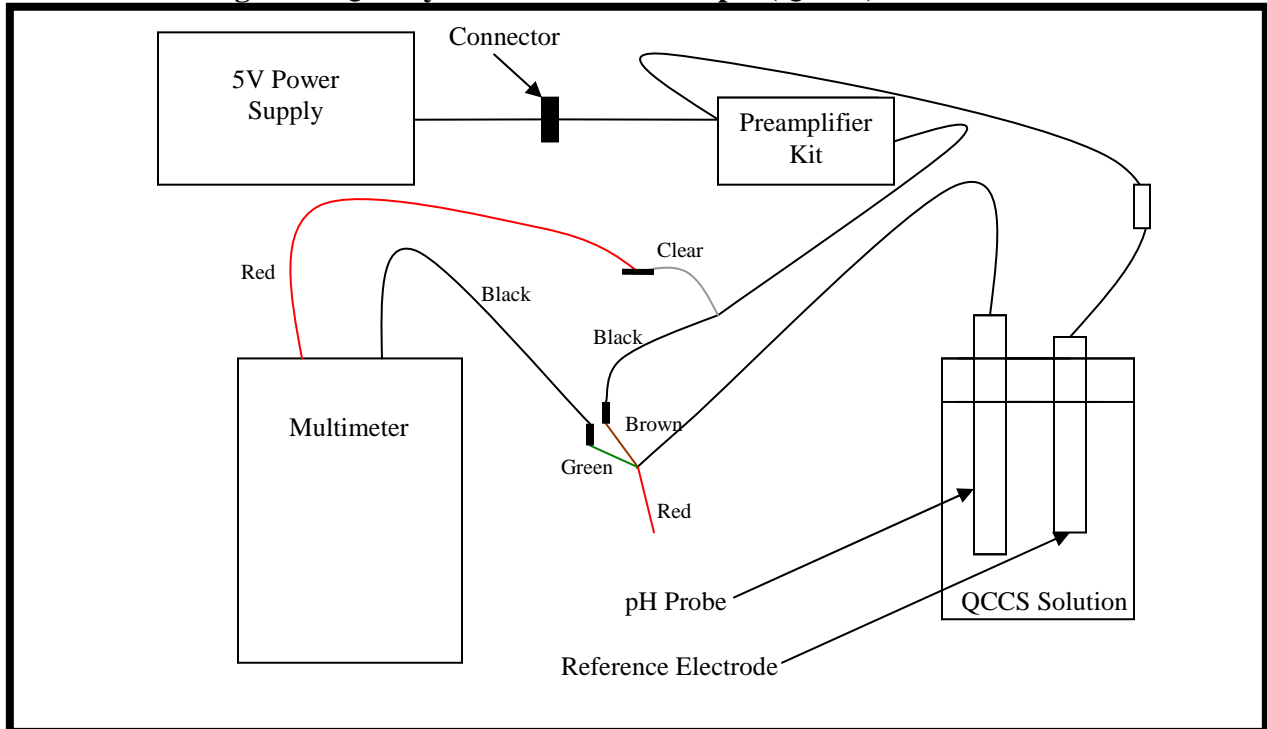 Connector
5V Power
Supply
Preamplifier
Kit
Clear
Red
Black
Black
Multimeter
Brown
Green
Red
pH Probe
QCCS Solution
Reference Electrode